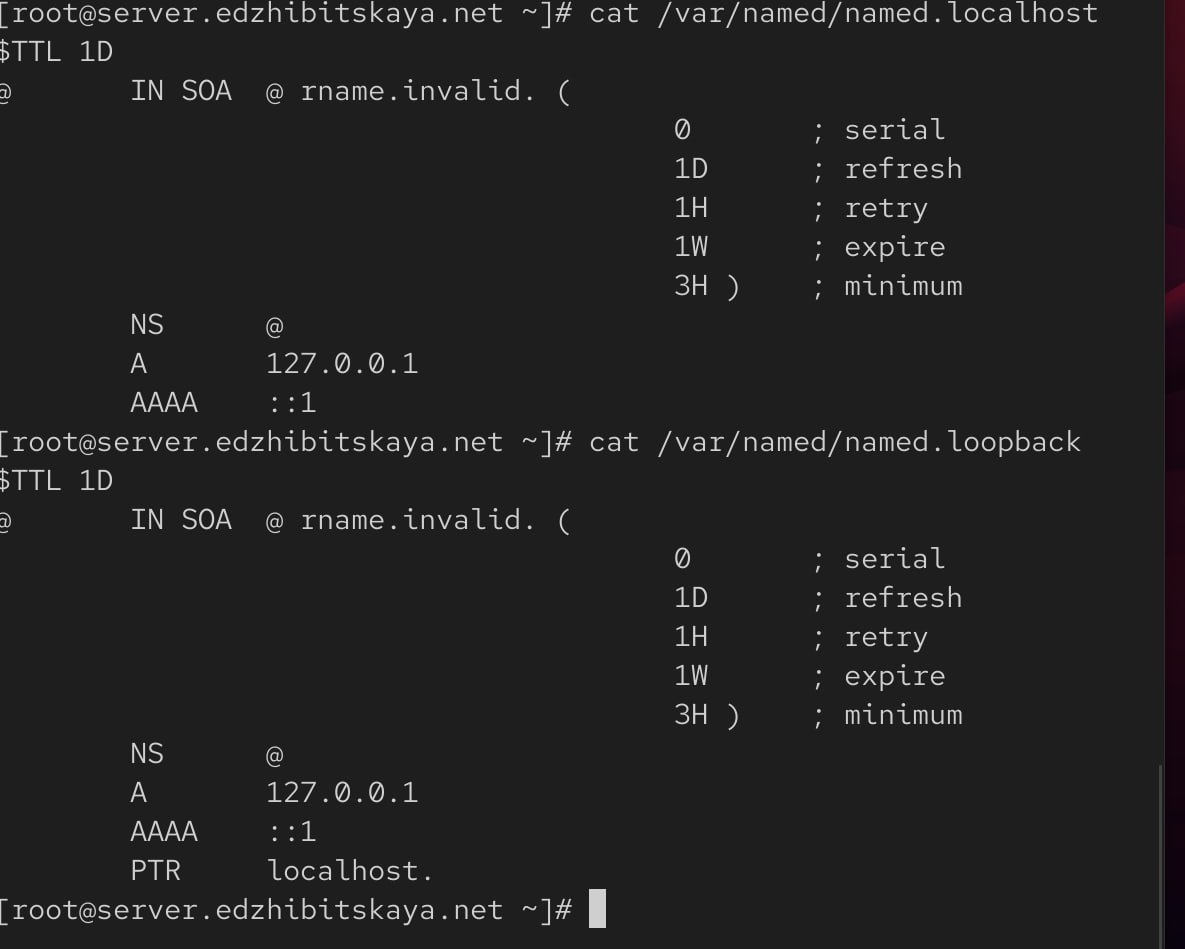 [root@server.edzhibitskaya.net ~]# cat /var/named/named.localhost
$TTL 1D
@	IN SOA	@ rname.invalid. (
					0	; serial
					1D	; refresh
					1H	; retry
					1W	; expire
					3H )	; minimum
	NS	@
	A	127.0.0.1
	AAAA	::1
[root@server.edzhibitskaya.net ~]# cat /var/named/named.loopback
$TTL 1D
@	IN SOA	@ rname.invalid. (
					0	; serial
					1D	; refresh
					1H	; retry
					1W	; expire
					3H )	; minimum
	NS	@
	A	127.0.0.1
	AAAA	::1
	PTR	localhost.
[root@server.edzhibitskaya.net ~]#